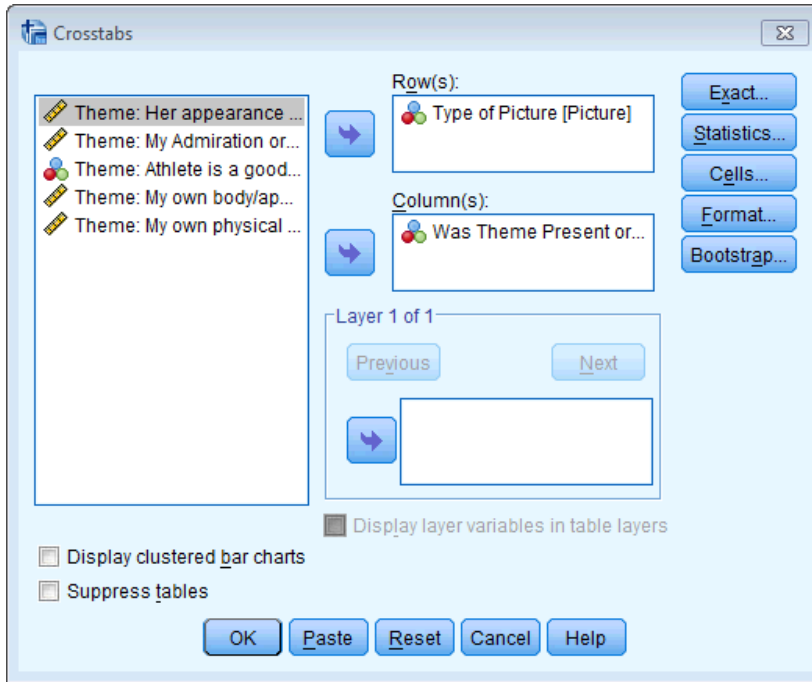 Crosstabs
Theme: Her appearance ...
Theme: My Admiration or...
Theme: Athlete is a good...
Theme: My own body/ap...
Theme: My own physical ...
Row(s):
Type of Picture [Picture]
Column(s):
Was Theme Present or...
Layer 1 of 1
Previous
Next
Display layer variables in table layers
Exact...
Statistics...
Cells...
Format...
Bootstrap...
Display clustered bar charts
Suppress tables
OK
Paste
Reset
Cancel
Help